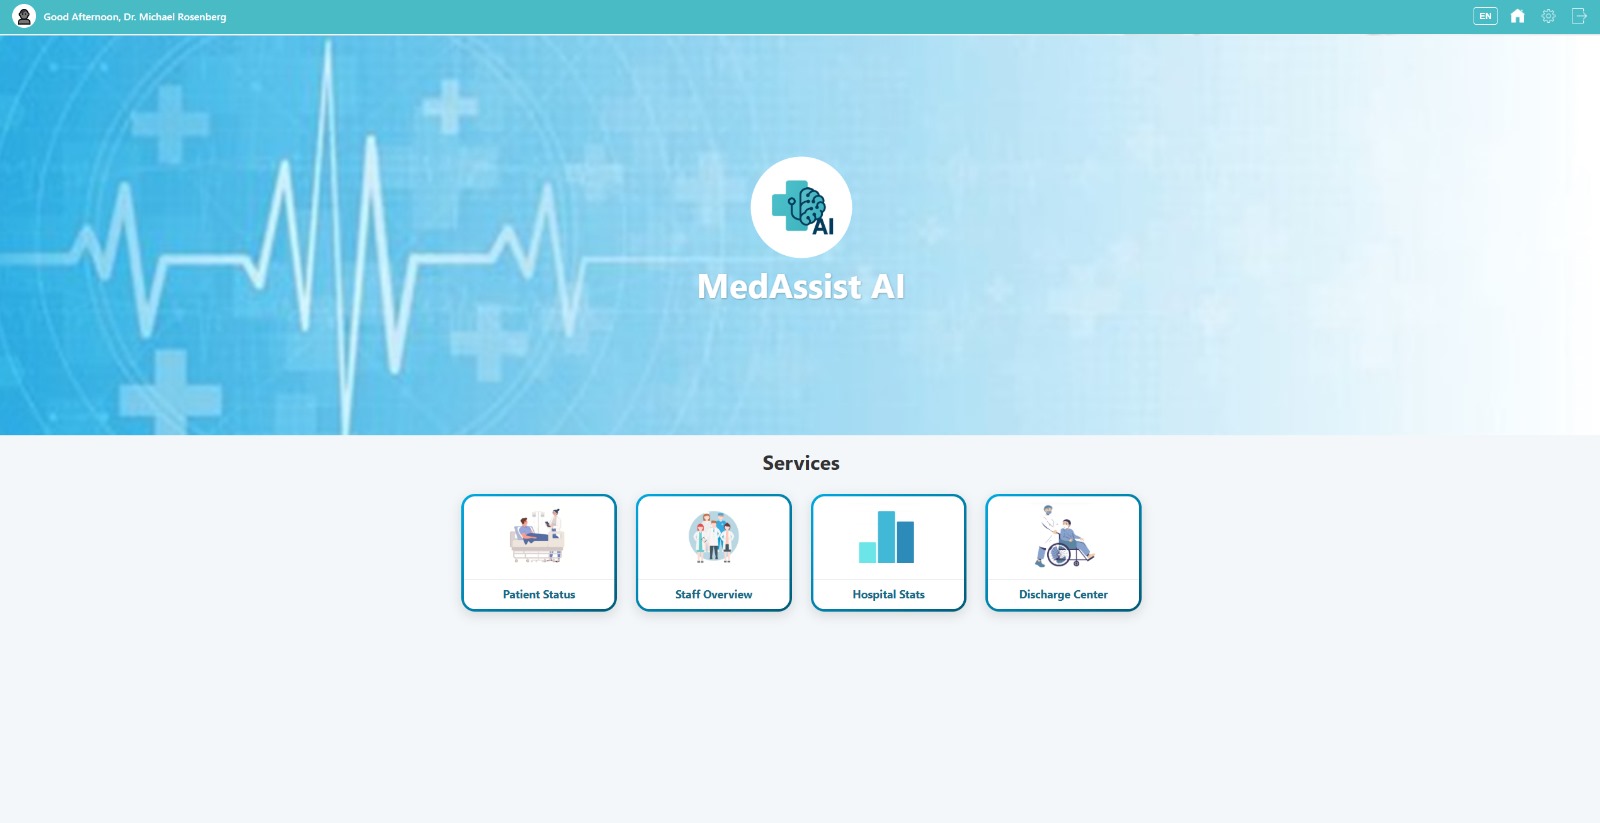 Good Afternoon, Dr. Michael Rosenberg
EN
AI
MedAssist AI
Services
Patient Status
Staff Overview
Hospital Stats
Discharge Center